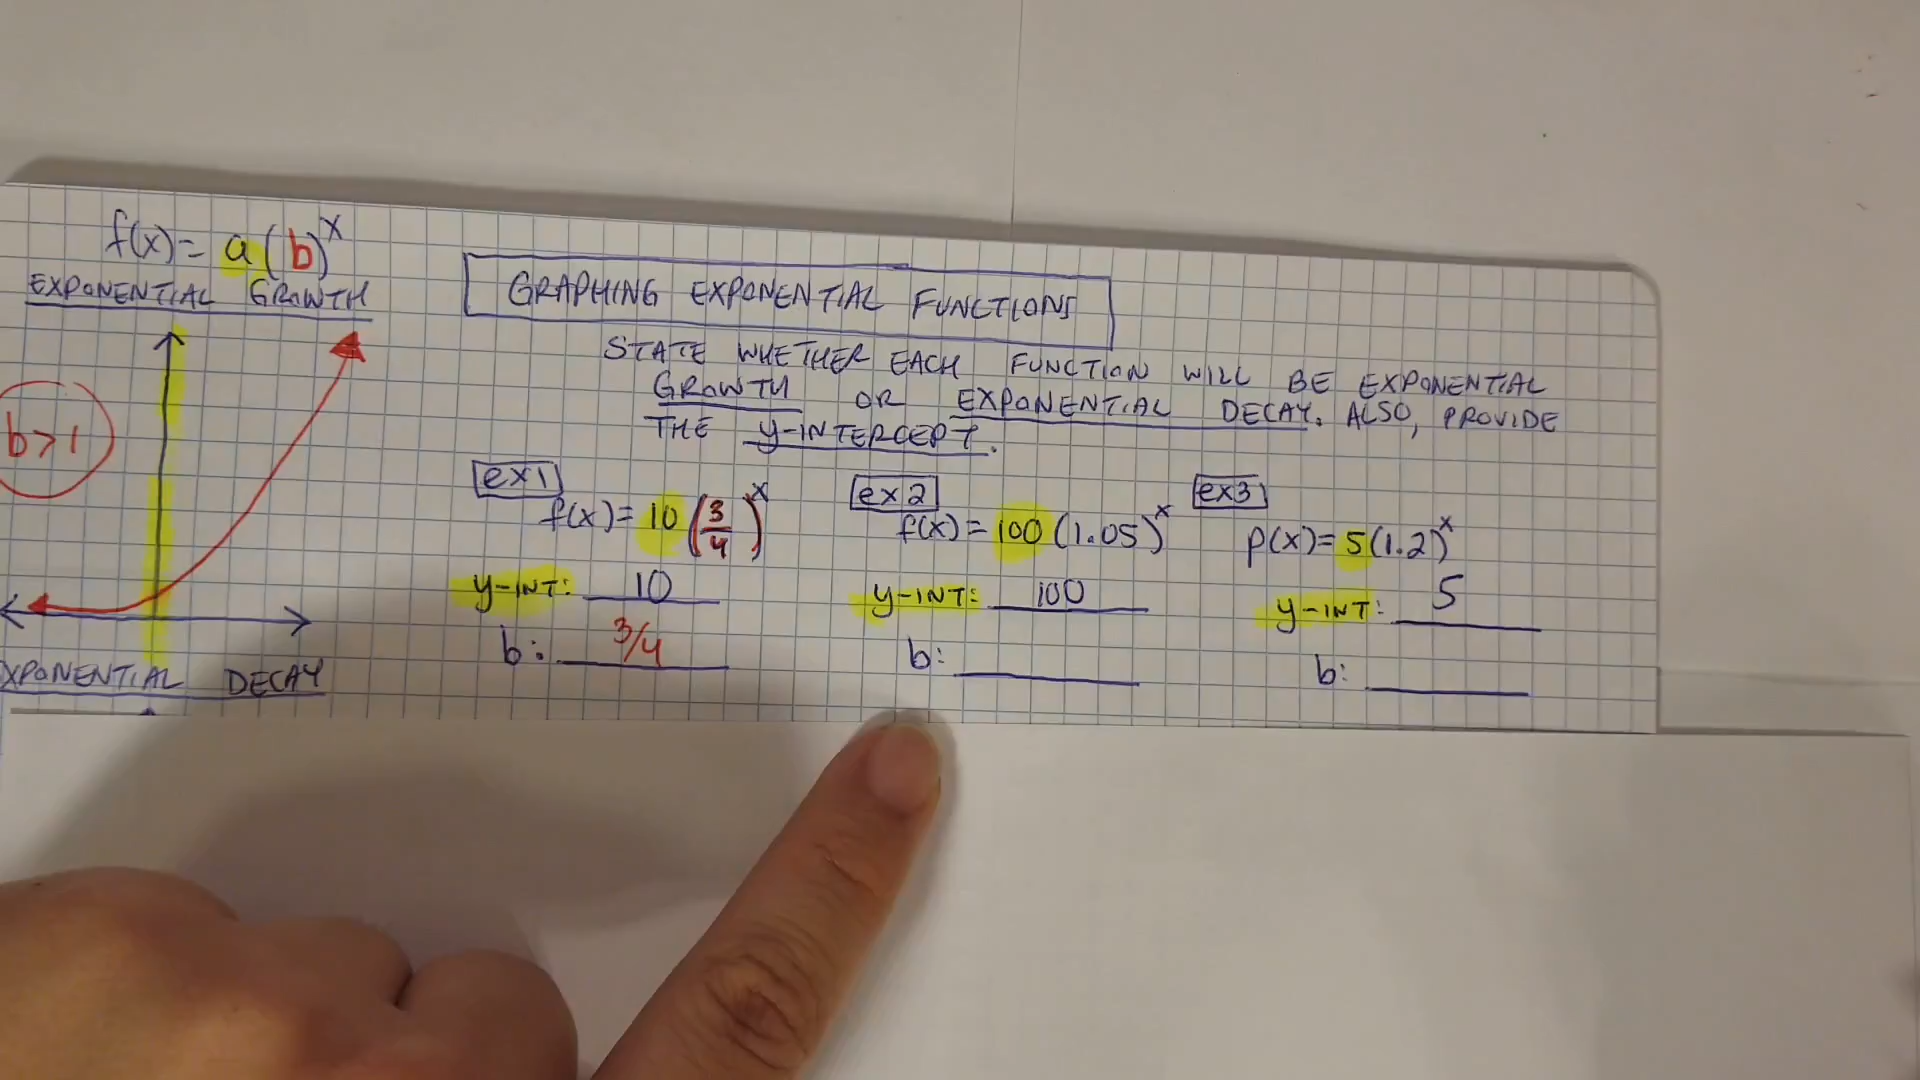 f(x)= a(b)^x
EXPONENTIAL GROWTH
b>1
XPONENTIAL DECAY
GRAPHING EXPONENTIAL FUNCTIONS
STATE WHETHER EACH FUNCTION WILL BE EXPONENTIAL
GROWTH OR EXPONENTIAL DECAY. ALSO, PROVIDE
THE y-INTERCEPT.
ex1
f(x)= 10(3/4)^x
y-INT: 10
b: 3/4
ex2
f(x)= 100(1.05)^x
y-INT: 100
b:
ex3
p(x)= 5(1.2)^x
y-INT: 5
b: